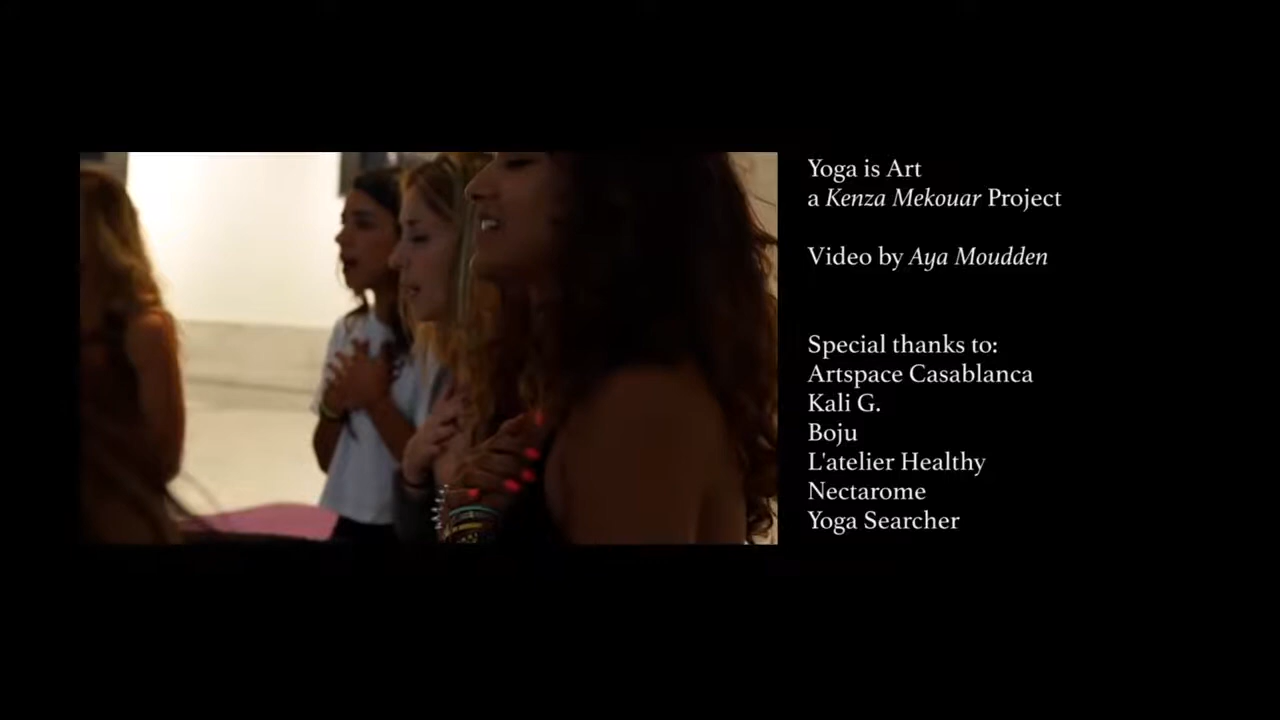 Yoga is Art
a Kenza Mekouar Project
Video by Aya Moudden
Special thanks to:
Artspace Casablanca
Kali G.
Boju
L'atelier Healthy
Nectarome
Yoga Searcher